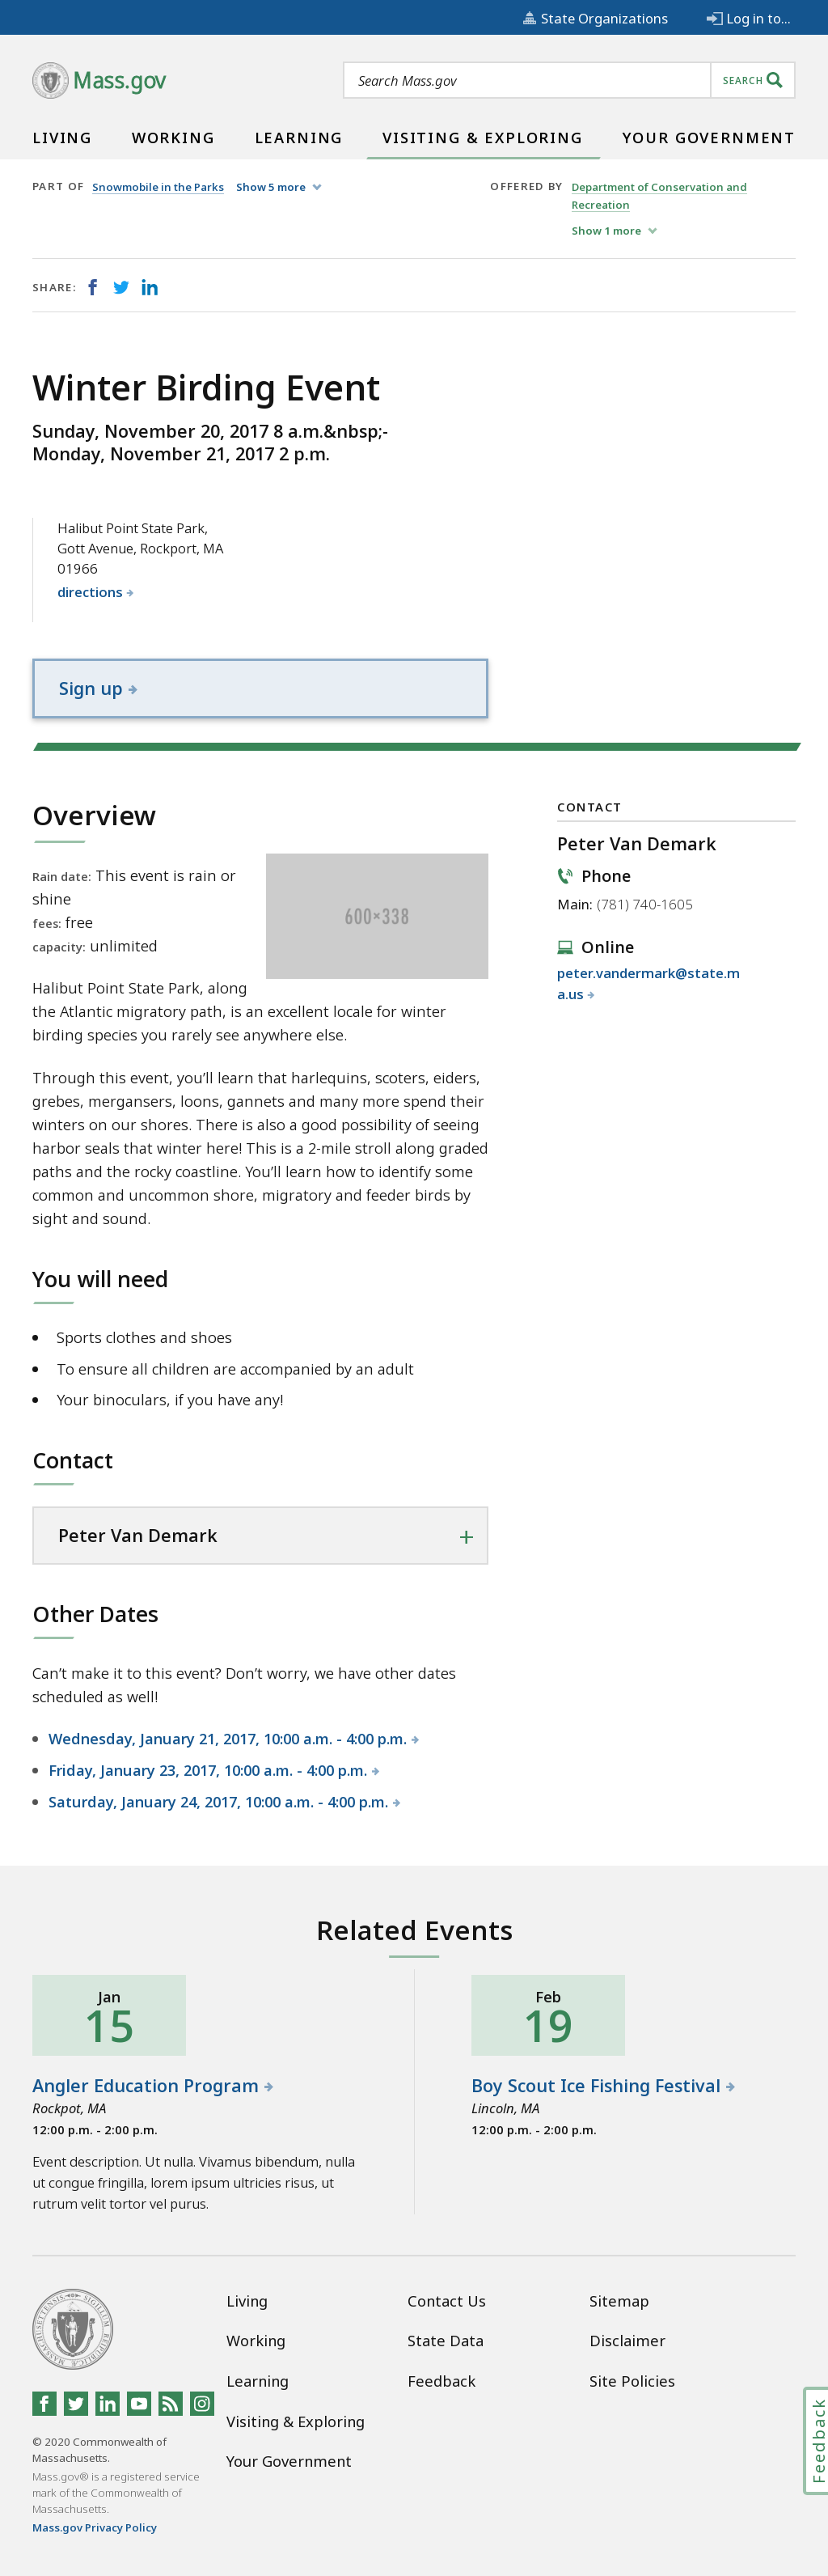 State Organizations
Log in to...
Mass.gov
Search Mass.gov
SEARCH
LIVING
WORKING
LEARNING
VISITING & EXPLORING
YOUR GOVERNMENT
PART OF
Snowmobile in the Parks
Show 5 more
OFFERED BY
Department of Conservation and
Recreation
Show 1 more
SHARE:
Winter Birding Event
Sunday, November 20, 2017 8 a.m.&nbsp;-
Monday, November 21, 2017 2 p.m.
Halibut Point State Park,
Gott Avenue, Rockport, MA
01966
directions
Sign up
Overview
Rain date: This event is rain or
shine
fees: free
capacity: unlimited
600×338
Halibut Point State Park, along
the Atlantic migratory path, is an excellent locale for winter
birding species you rarely see anywhere else.
Through this event, you’ll learn that harlequins, scoters, eiders,
grebes, mergansers, loons, gannets and many more spend their
winters on our shores. There is also a good possibility of seeing
harbor seals that winter here! This is a 2-mile stroll along graded
paths and the rocky coastline. You’ll learn how to identify some
common and uncommon shore, migratory and feeder birds by
sight and sound.
You will need
Sports clothes and shoes
To ensure all children are accompanied by an adult
Your binoculars, if you have any!
Contact
Peter Van Demark
Other Dates
Can’t make it to this event? Don’t worry, we have other dates
scheduled as well!
Wednesday, January 21, 2017, 10:00 a.m. - 4:00 p.m.
Friday, January 23, 2017, 10:00 a.m. - 4:00 p.m.
Saturday, January 24, 2017, 10:00 a.m. - 4:00 p.m.
CONTACT
Peter Van Demark
Phone
Main: (781) 740-1605
Online
peter.vandermark@state.m
a.us
Related Events
Jan
15
Angler Education Program
Rockpot, MA
12:00 p.m. - 2:00 p.m.
Event description. Ut nulla. Vivamus bibendum, nulla
ut congue fringilla, lorem ipsum ultricies risus, ut
rutrum velit tortor vel purus.
Feb
19
Boy Scout Ice Fishing Festival
Lincoln, MA
12:00 p.m. - 2:00 p.m.
Living
Working
Learning
Visiting & Exploring
Your Government
Contact Us
State Data
Feedback
Sitemap
Disclaimer
Site Policies
© 2020 Commonwealth of
Massachusetts.
Mass.gov® is a registered service
mark of the Commonwealth of
Massachusetts.
Mass.gov Privacy Policy
Feedback